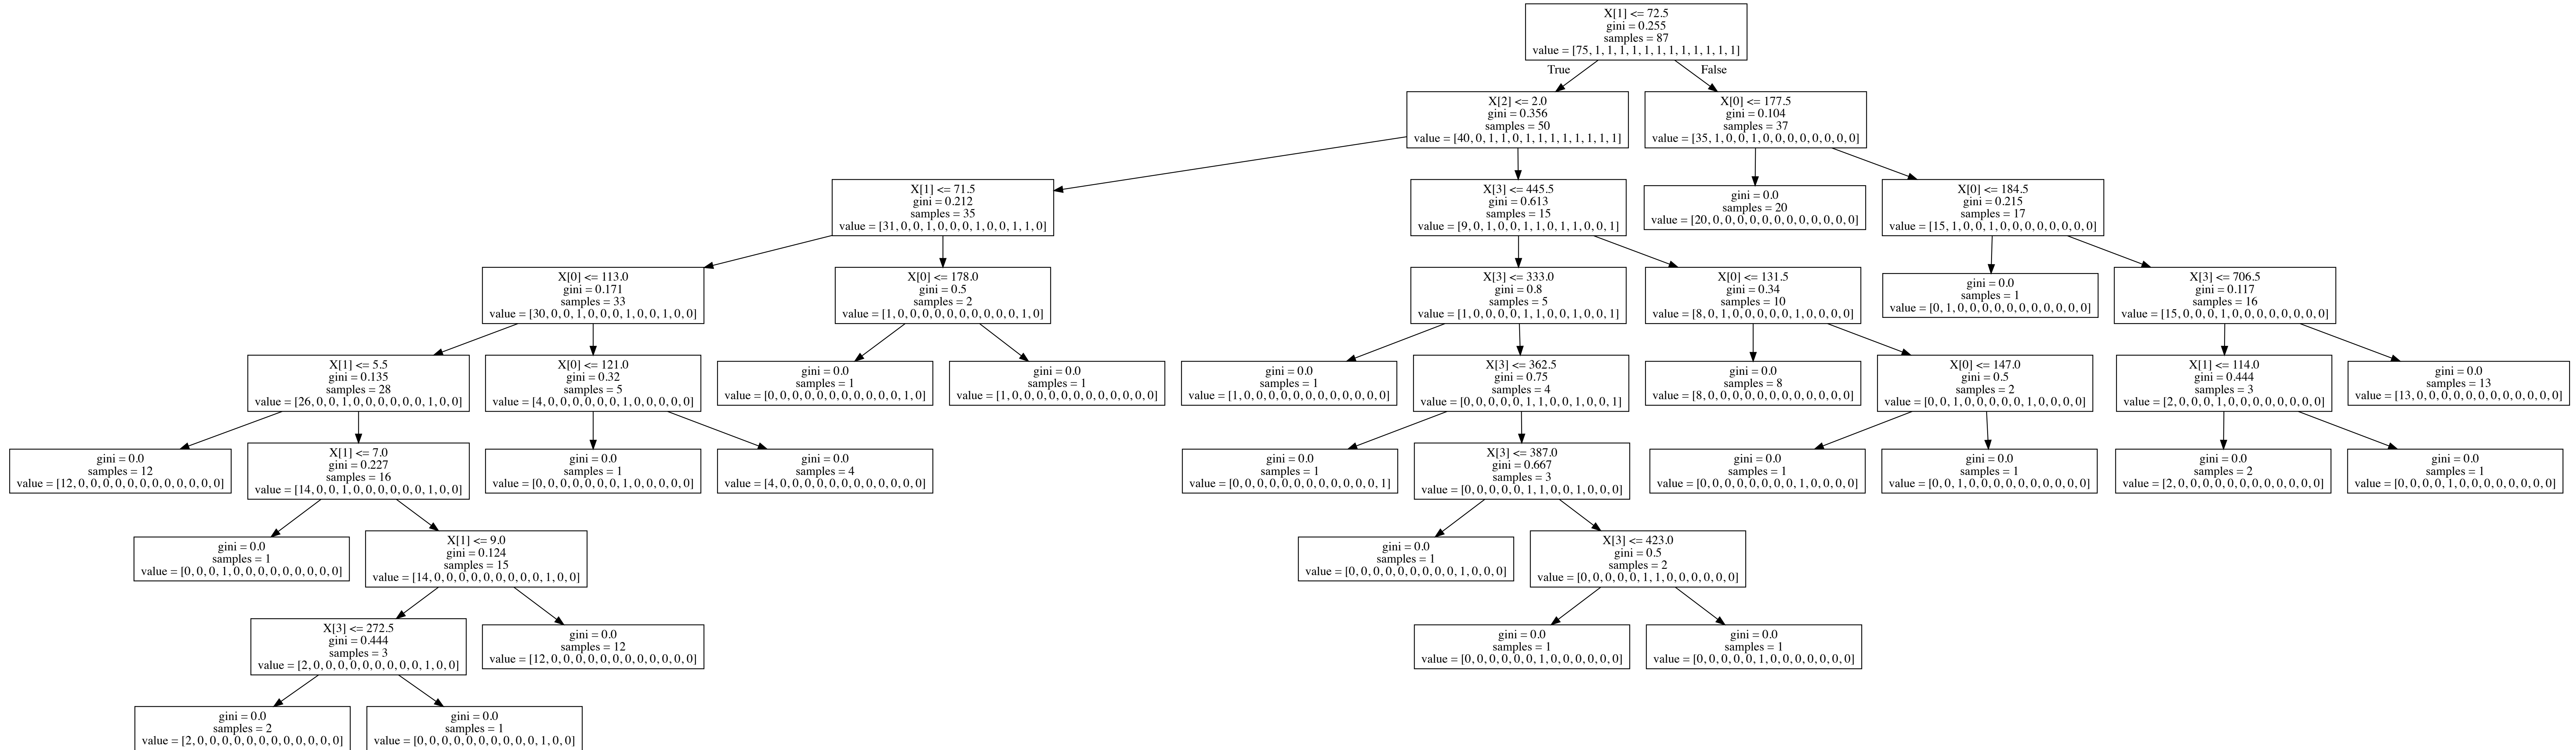 X[1] <= 72.5
gini = 0.255
samples = 87
value = [75, 1, 1, 1, 1, 1, 1, 1, 1, 1, 1, 1, 1]
True
False
X[2] <= 2.0
gini = 0.356
samples = 50
value = [40, 0, 1, 1, 0, 1, 1, 1, 1, 1, 1, 1, 1]
X[0] <= 177.5
gini = 0.104
samples = 37
value = [35, 1, 0, 0, 1, 0, 0, 0, 0, 0, 0, 0, 0]
X[1] <= 71.5
gini = 0.212
samples = 35
value = [31, 0, 0, 1, 0, 0, 0, 1, 0, 0, 1, 1, 0]
X[3] <= 445.5
gini = 0.613
samples = 15
value = [9, 0, 1, 0, 0, 1, 1, 0, 1, 1, 0, 0, 1]
gini = 0.0
samples = 20
value = [20, 0, 0, 0, 0, 0, 0, 0, 0, 0, 0, 0, 0]
X[0] <= 184.5
gini = 0.215
samples = 17
value = [15, 1, 0, 0, 1, 0, 0, 0, 0, 0, 0, 0, 0]
X[0] <= 113.0
gini = 0.171
samples = 33
value = [30, 0, 0, 1, 0, 0, 0, 1, 0, 0, 1, 0, 0]
X[0] <= 178.0
gini = 0.5
samples = 2
value = [1, 0, 0, 0, 0, 0, 0, 0, 0, 0, 0, 1, 0]
X[3] <= 333.0
gini = 0.8
samples = 5
value = [1, 0, 0, 0, 0, 1, 1, 0, 0, 1, 0, 0, 1]
X[0] <= 131.5
gini = 0.34
samples = 10
value = [8, 0, 1, 0, 0, 0, 0, 0, 1, 0, 0, 0, 0]
gini = 0.0
samples = 1
value = [0, 1, 0, 0, 0, 0, 0, 0, 0, 0, 0, 0, 0]
X[3] <= 706.5
gini = 0.117
samples = 16
value = [15, 0, 0, 0, 1, 0, 0, 0, 0, 0, 0, 0, 0]
X[1] <= 5.5
gini = 0.135
samples = 28
value = [26, 0, 0, 1, 0, 0, 0, 0, 0, 0, 1, 0, 0]
X[0] <= 121.0
gini = 0.32
samples = 5
value = [4, 0, 0, 0, 0, 0, 0, 1, 0, 0, 0, 0, 0]
gini = 0.0
samples = 1
value = [0, 0, 0, 0, 0, 0, 0, 0, 0, 0, 0, 1, 0]
gini = 0.0
samples = 1
value = [1, 0, 0, 0, 0, 0, 0, 0, 0, 0, 0, 0, 0]
gini = 0.0
samples = 1
value = [1, 0, 0, 0, 0, 0, 0, 0, 0, 0, 0, 0, 0]
X[3] <= 362.5
gini = 0.75
samples = 4
value = [0, 0, 0, 0, 0, 1, 1, 0, 0, 1, 0, 0, 1]
gini = 0.0
samples = 8
value = [8, 0, 0, 0, 0, 0, 0, 0, 0, 0, 0, 0, 0]
X[0] <= 147.0
gini = 0.5
samples = 2
value = [0, 0, 1, 0, 0, 0, 0, 0, 1, 0, 0, 0, 0]
X[1] <= 114.0
gini = 0.444
samples = 3
value = [2, 0, 0, 0, 1, 0, 0, 0, 0, 0, 0, 0, 0]
gini = 0.0
samples = 13
value = [13, 0, 0, 0, 0, 0, 0, 0, 0, 0, 0, 0, 0]
gini = 0.0
samples = 12
value = [12, 0, 0, 0, 0, 0, 0, 0, 0, 0, 0, 0, 0]
X[1] <= 7.0
gini = 0.227
samples = 16
value = [14, 0, 0, 1, 0, 0, 0, 0, 0, 0, 1, 0, 0]
gini = 0.0
samples = 1
value = [0, 0, 0, 0, 0, 0, 0, 1, 0, 0, 0, 0, 0]
gini = 0.0
samples = 4
value = [4, 0, 0, 0, 0, 0, 0, 0, 0, 0, 0, 0, 0]
gini = 0.0
samples = 1
value = [0, 0, 0, 0, 0, 0, 0, 0, 0, 0, 0, 0, 1]
X[3] <= 387.0
gini = 0.667
samples = 3
value = [0, 0, 0, 0, 0, 1, 1, 0, 0, 1, 0, 0, 0]
gini = 0.0
samples = 1
value = [0, 0, 0, 0, 0, 0, 0, 0, 1, 0, 0, 0, 0]
gini = 0.0
samples = 1
value = [0, 0, 1, 0, 0, 0, 0, 0, 0, 0, 0, 0, 0]
gini = 0.0
samples = 2
value = [2, 0, 0, 0, 0, 0, 0, 0, 0, 0, 0, 0, 0]
gini = 0.0
samples = 1
value = [0, 0, 0, 0, 1, 0, 0, 0, 0, 0, 0, 0, 0]
gini = 0.0
samples = 1
value = [0, 0, 0, 1, 0, 0, 0, 0, 0, 0, 0, 0, 0]
X[1] <= 9.0
gini = 0.124
samples = 15
value = [14, 0, 0, 0, 0, 0, 0, 0, 0, 0, 1, 0, 0]
gini = 0.0
samples = 1
value = [0, 0, 0, 0, 0, 0, 0, 0, 0, 1, 0, 0, 0]
X[3] <= 423.0
gini = 0.5
samples = 2
value = [0, 0, 0, 0, 0, 1, 1, 0, 0, 0, 0, 0, 0]
X[3] <= 272.5
gini = 0.444
samples = 3
value = [2, 0, 0, 0, 0, 0, 0, 0, 0, 0, 1, 0, 0]
gini = 0.0
samples = 12
value = [12, 0, 0, 0, 0, 0, 0, 0, 0, 0, 0, 0, 0]
gini = 0.0
samples = 1
value = [0, 0, 0, 0, 0, 0, 1, 0, 0, 0, 0, 0, 0]
gini = 0.0
samples = 1
value = [0, 0, 0, 0, 0, 1, 0, 0, 0, 0, 0, 0, 0]
gini = 0.0
samples = 2
value = [2, 0, 0, 0, 0, 0, 0, 0, 0, 0, 0, 0, 0]
gini = 0.0
samples = 1
value = [0, 0, 0, 0, 0, 0, 0, 0, 0, 0, 1, 0, 0]